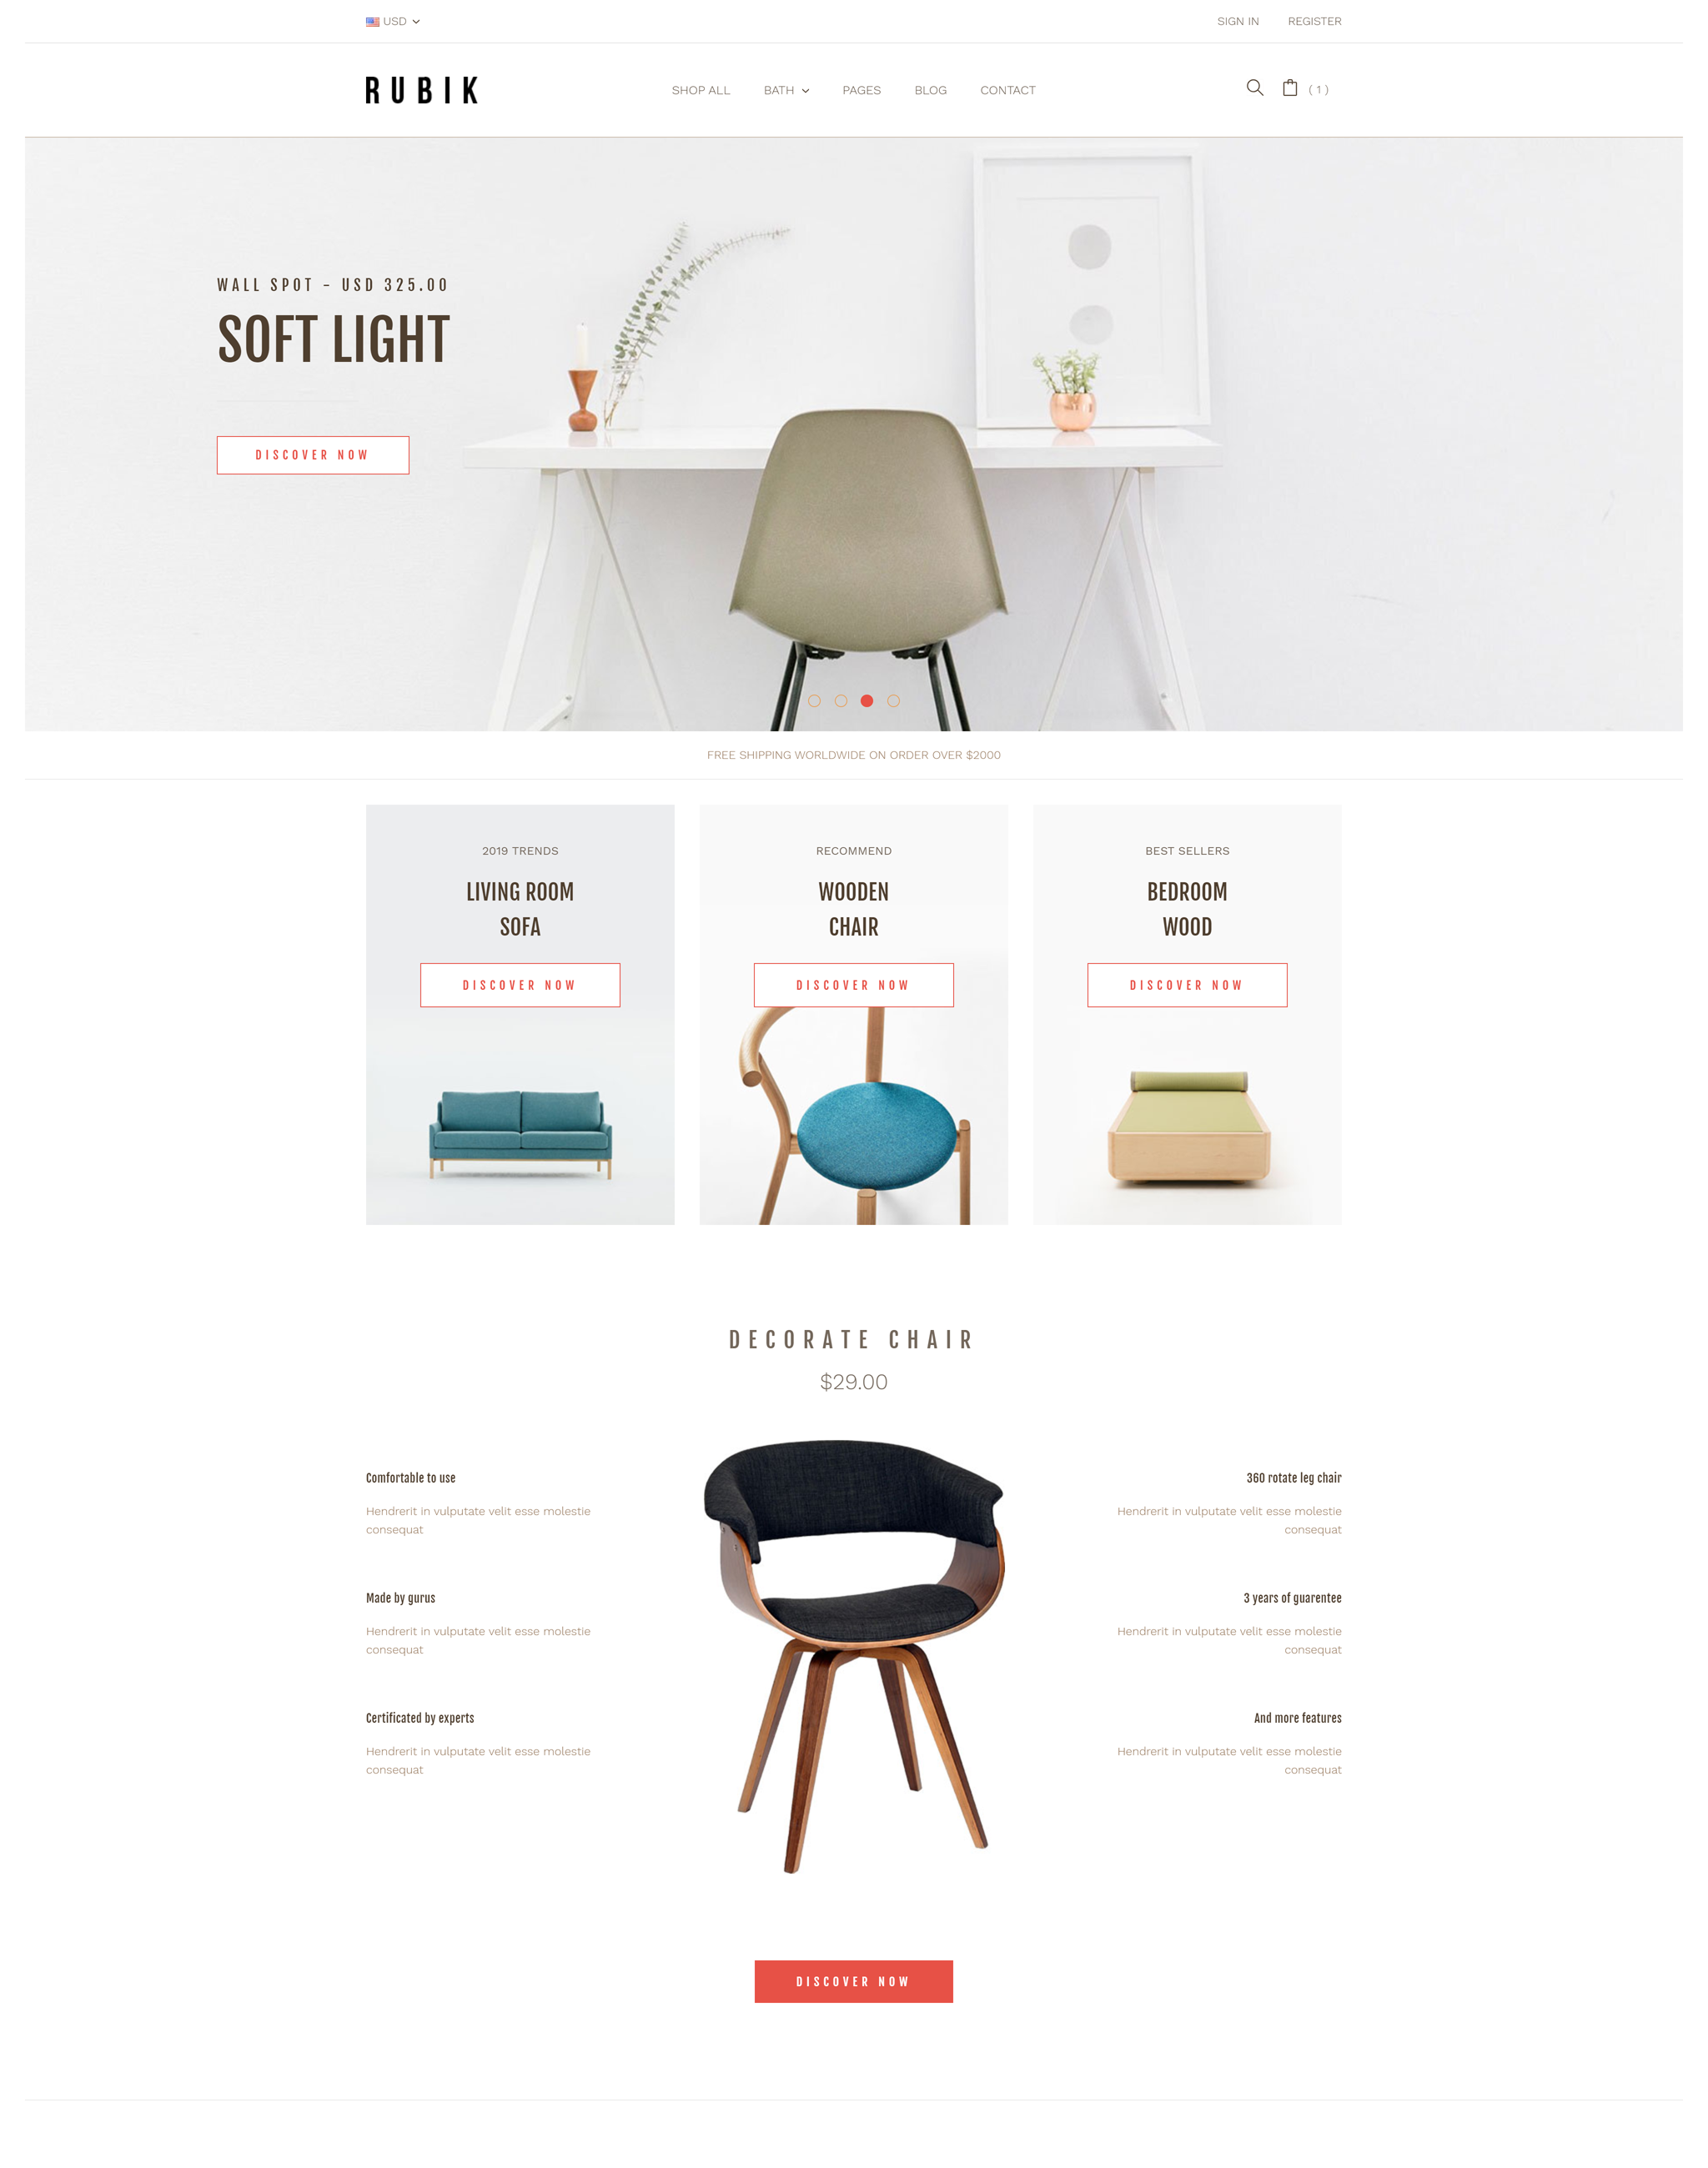 USD
SIGN IN
REGISTER
RUBIK
SHOP ALL
BATH
PAGES
BLOG
CONTACT
( 1 )
WALL SPOT - USD 325.00
SOFT LIGHT
DISCOVER NOW
FREE SHIPPING WORLDWIDE ON ORDER OVER $2000
2019 TRENDS
LIVING ROOM
SOFA
DISCOVER NOW
RECOMMEND
WOODEN
CHAIR
DISCOVER NOW
BEST SELLERS
BEDROOM
WOOD
DISCOVER NOW
DECORATE CHAIR
$29.00
Comfortable to use
Hendrerit in vulputate velit esse molestie
consequat
Made by gurus
Hendrerit in vulputate velit esse molestie
consequat
Certificated by experts
Hendrerit in vulputate velit esse molestie
consequat
360 rotate leg chair
Hendrerit in vulputate velit esse molestie
consequat
3 years of guarentee
Hendrerit in vulputate velit esse molestie
consequat
And more features
Hendrerit in vulputate velit esse molestie
consequat
DISCOVER NOW